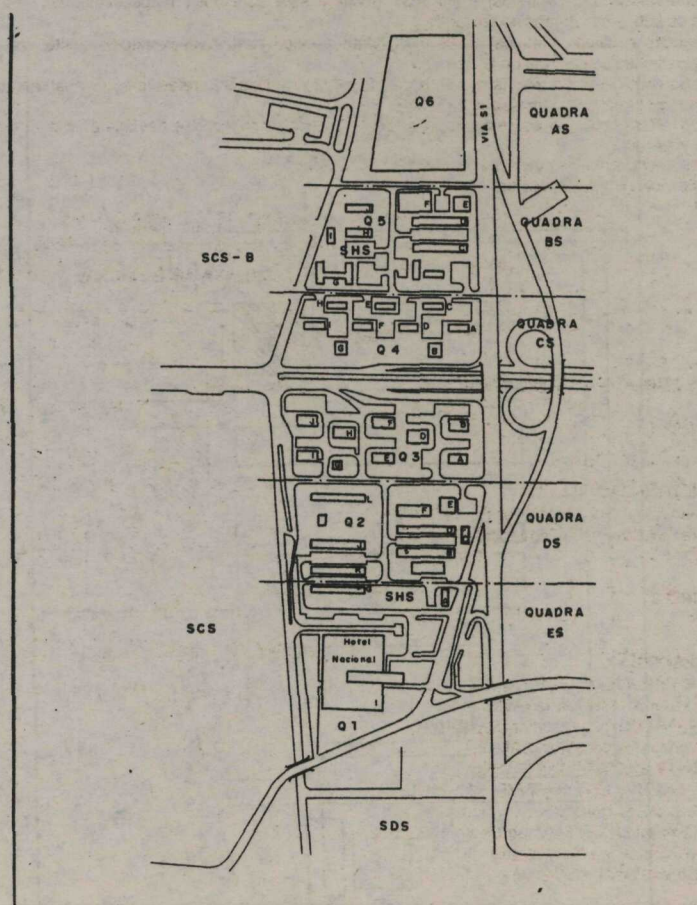 Q6
VIA S1
QUADRA
AS
F
E
J
Q 5
H
QUADRA
BS
SHS
SCS - B
G
H
E
C
QUADRA
CS
I
F
D
A
G
Q 4
B
J
H
F
D
B
I
E
Q 3
A
L
F
E
Q 2
QUADRA
DS
J
SHS
QUADRA
ES
SCS
Hotel
Nacional
I
Q 1
SDS